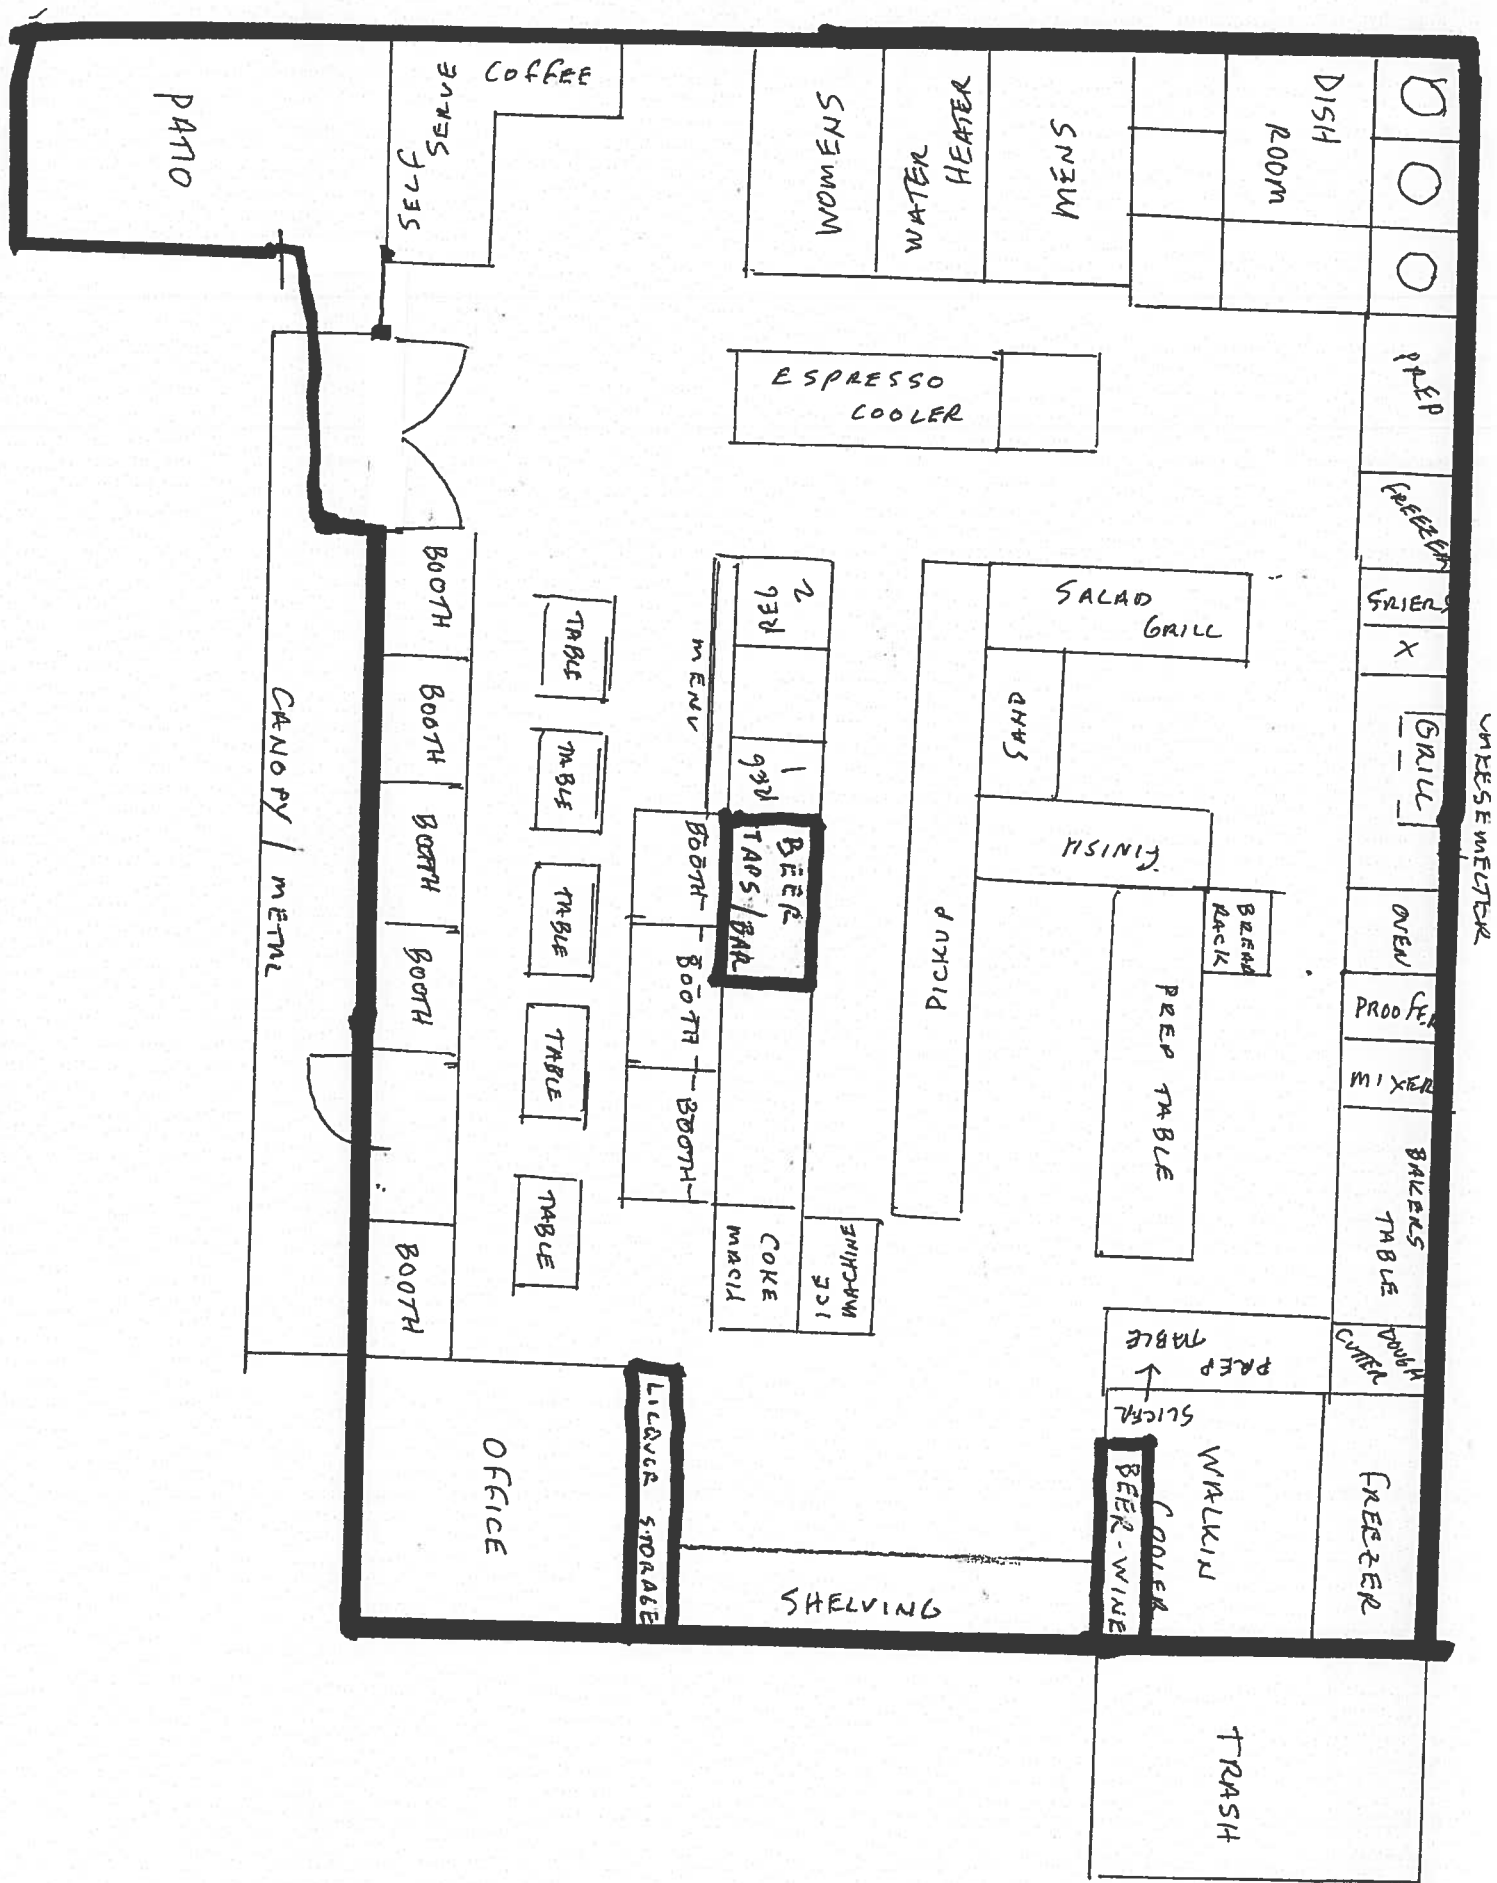 PATIO
SELF
SERVE
COFFEE
WOMENS
WATER
HEATER
MENS
DISH
ROOM
PREP
FREEZER
FRIERS
X
GRILL
OVEN
PROOFER
MIXER
BAKERS
TABLE
DOUGH
CUTTER
ESPRESSO
COOLER
SALAD
GRILL
SAND
FINISH
BREAD
RACK
PREP TABLE
PICKUP
2
REG
1
REG
MENU
BEER
TAPS/BAR
BOOTH
BOOTH
BOOTH
COKE
MACH
ICE
MACHINE
TABLE
TABLE
TABLE
TABLE
TABLE
BOOTH
BOOTH
BOOTH
BOOTH
BOOTH
CANOPY / METAL
OFFICE
LIQUOR STORAGE
SHELVING
BEER-WINE
WALKIN
COOLER
SLICER
PREP
TABLE
FREEZER
TRASH